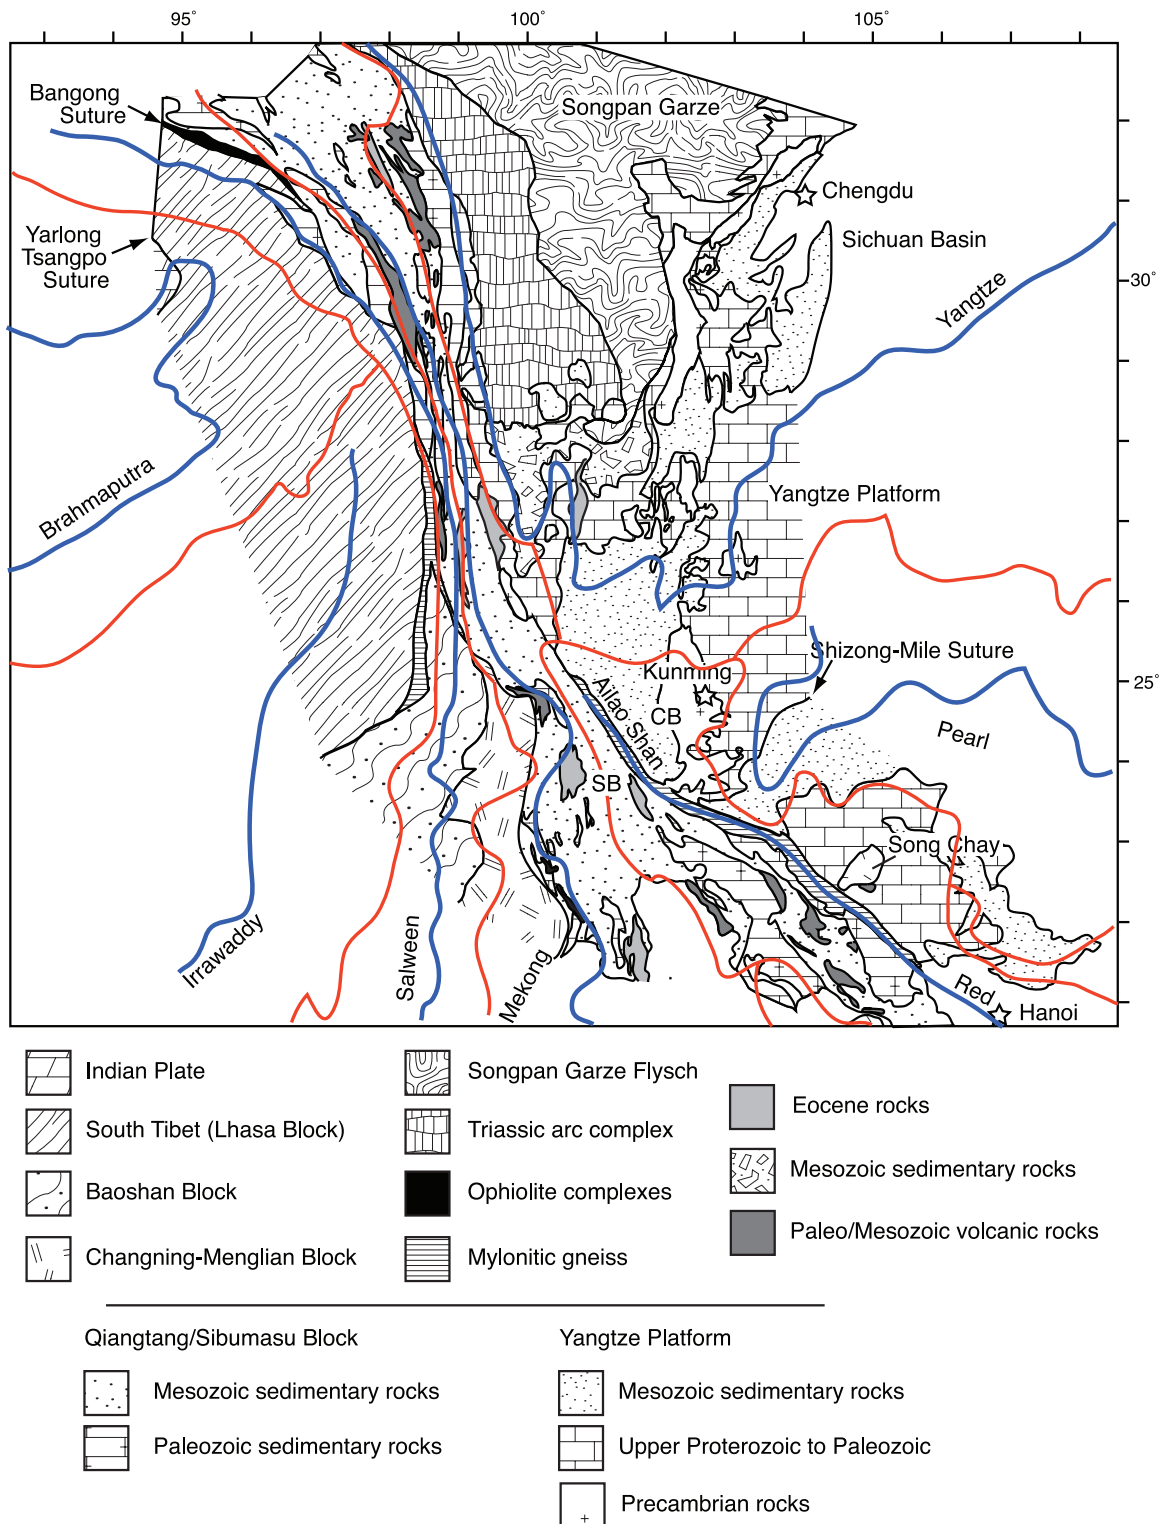 95°
100°
105°
Bangong
Suture
Songpan Garze
Chengdu
Yarlong
Tsangpo
Suture
Sichuan Basin
30°
Yangtze
Brahmaputra
Yangtze Platform
Shizong-Mile Suture
Kunming
25°
Ailao Shan
CB
Pearl
SB
Song Chay
Irrawaddy
Salween
Mekong
Red
Hanoi
Indian Plate
South Tibet (Lhasa Block)
Baoshan Block
Changning-Menglian Block
Songpan Garze Flysch
Triassic arc complex
Ophiolite complexes
Mylonitic gneiss
Eocene rocks
Mesozoic sedimentary rocks
Paleo/Mesozoic volcanic rocks
Qiangtang/Sibumasu Block
Mesozoic sedimentary rocks
Paleozoic sedimentary rocks
Yangtze Platform
Mesozoic sedimentary rocks
Upper Proterozoic to Paleozoic
Precambrian rocks